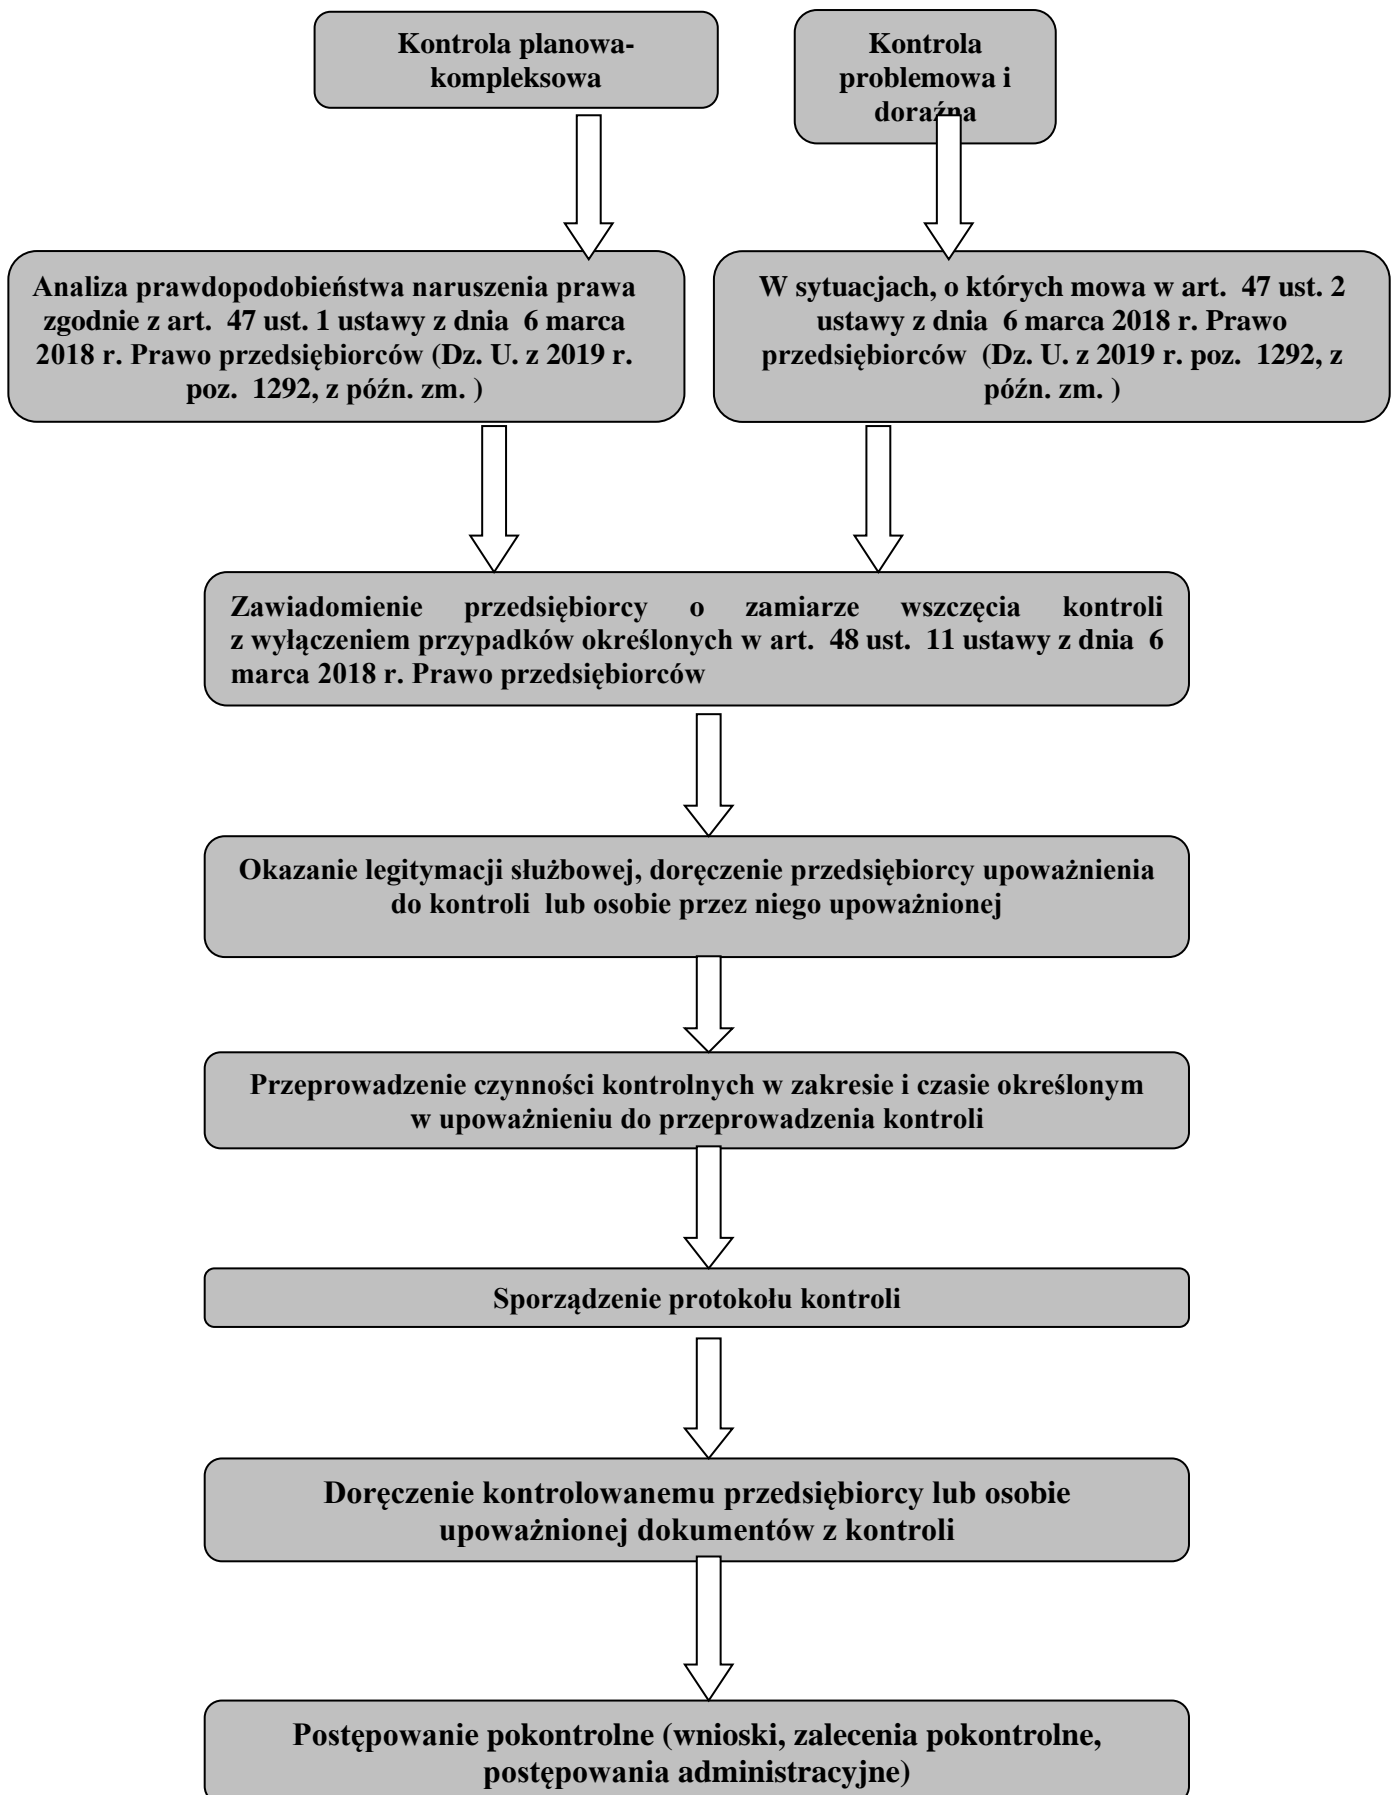 Kontrola planowa-
kompleksowa
Kontrola
problemowa i
doraźna
Analiza prawdopodobieństwa naruszenia prawa
zgodnie z art. 47 ust. 1 ustawy z dnia 6 marca
2018 r. Prawo przedsiębiorców (Dz. U. z 2019 r.
poz. 1292, z późn. zm. )
W sytuacjach, o których mowa w art. 47 ust. 2
ustawy z dnia 6 marca 2018 r. Prawo
przedsiębiorców (Dz. U. z 2019 r. poz. 1292, z
późn. zm. )
Zawiadomienie przedsiębiorcy o zamiarze wszczęcia kontroli
z wyłączeniem przypadków określonych w art. 48 ust. 11 ustawy z dnia 6
marca 2018 r. Prawo przedsiębiorców
Okazanie legitymacji służbowej, doręczenie przedsiębiorcy upoważnienia
do kontroli lub osobie przez niego upoważnionej
Przeprowadzenie czynności kontrolnych w zakresie i czasie określonym
w upoważnieniu do przeprowadzenia kontroli
Sporządzenie protokołu kontroli
Doręczenie kontrolowanemu przedsiębiorcy lub osobie
upoważnionej dokumentów z kontroli
Postępowanie pokontrolne (wnioski, zalecenia pokontrolne,
postępowania administracyjne)